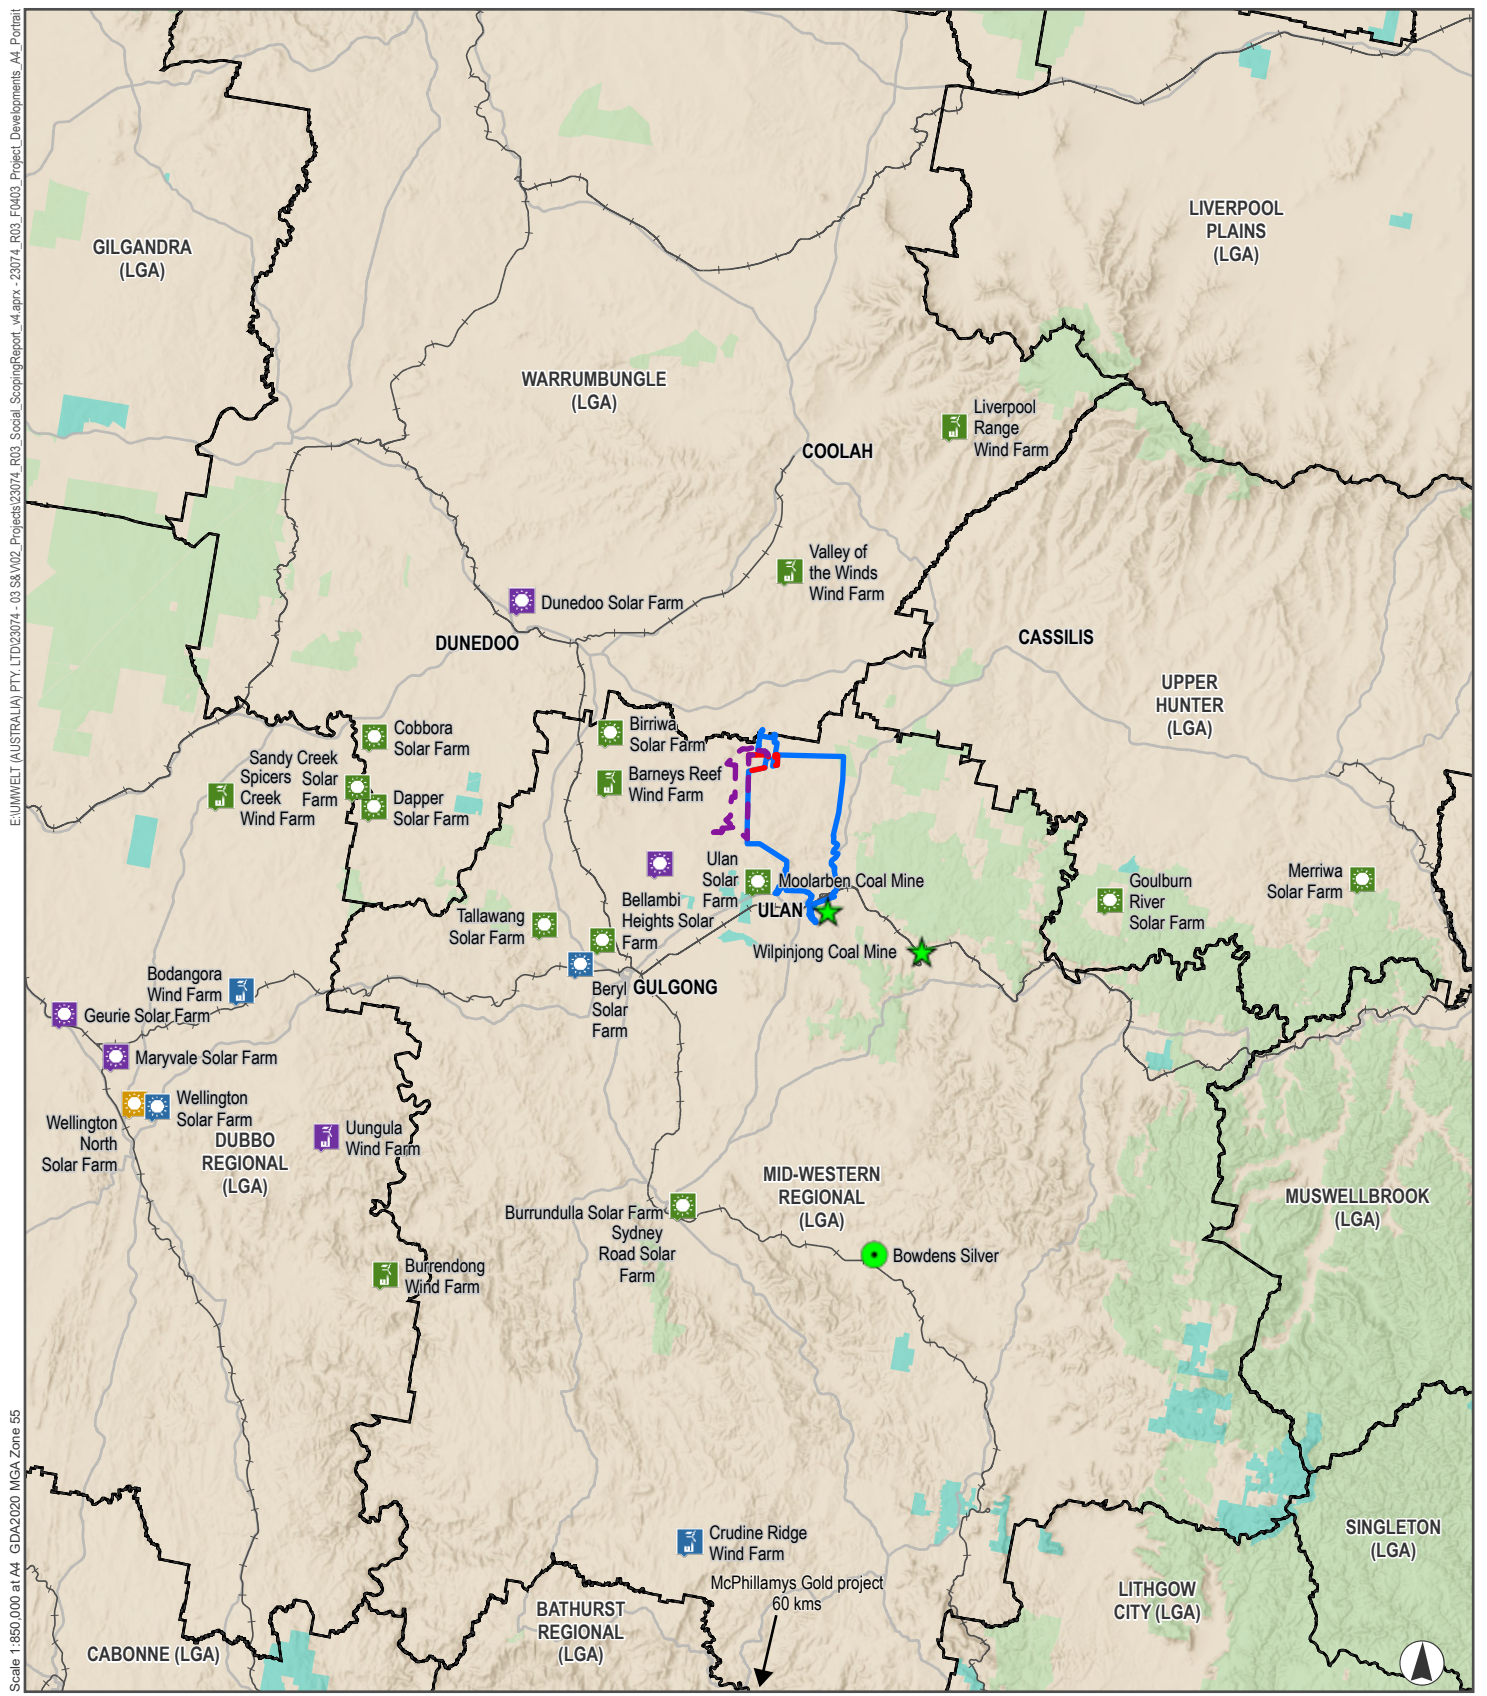 E:\UMWELT (AUSTRALIA) PTY. LTD\23074 - 03 S&V\02_Projects\23074_R03_Social_ScopingReport_v4.aprx - 23074_R03_F0403_Project_Developments_A4_Portrait
Scale 1:850,000 at A4 GDA2020 MGA Zone 55
LIVERPOOL
PLAINS
(LGA)
GILGANDRA
(LGA)
WARRUMBUNGLE
(LGA)
Liverpool
Range
Wind Farm
COOLAH
Valley of
the Winds
Wind Farm
Dunedoo Solar Farm
DUNEDOO
CASSILIS
UPPER
HUNTER
(LGA)
Cobbora
Solar Farm
Birriwa
Solar Farm
Sandy Creek
Solar
Farm
Spicers
Creek
Wind Farm
Dapper
Solar Farm
Barneys Reef
Wind Farm
Ulan
Solar
Farm
Moolarben Coal Mine
Merriwa
Solar Farm
Goulburn
River
Solar Farm
Bellambi
Heights Solar
Farm
ULAN
Tallawang
Solar Farm
Wilpinjong Coal Mine
Bodangora
Wind Farm
Beryl
Solar
Farm
GULGONG
Geurie Solar Farm
Maryvale Solar Farm
Wellington
Solar Farm
Wellington
North
Solar Farm
DUBBO
REGIONAL
(LGA)
Uungula
Wind Farm
MID-WESTERN
REGIONAL
(LGA)
MUSWELLBROOK
(LGA)
Burrundulla Solar Farm
Sydney
Road Solar
Farm
Bowdens Silver
Burrendong
Wind Farm
Crudine Ridge
Wind Farm
SINGLETON
(LGA)
McPhillamys Gold project
60 kms
LITHGOW
CITY (LGA)
BATHURST
REGIONAL
(LGA)
CABONNE (LGA)